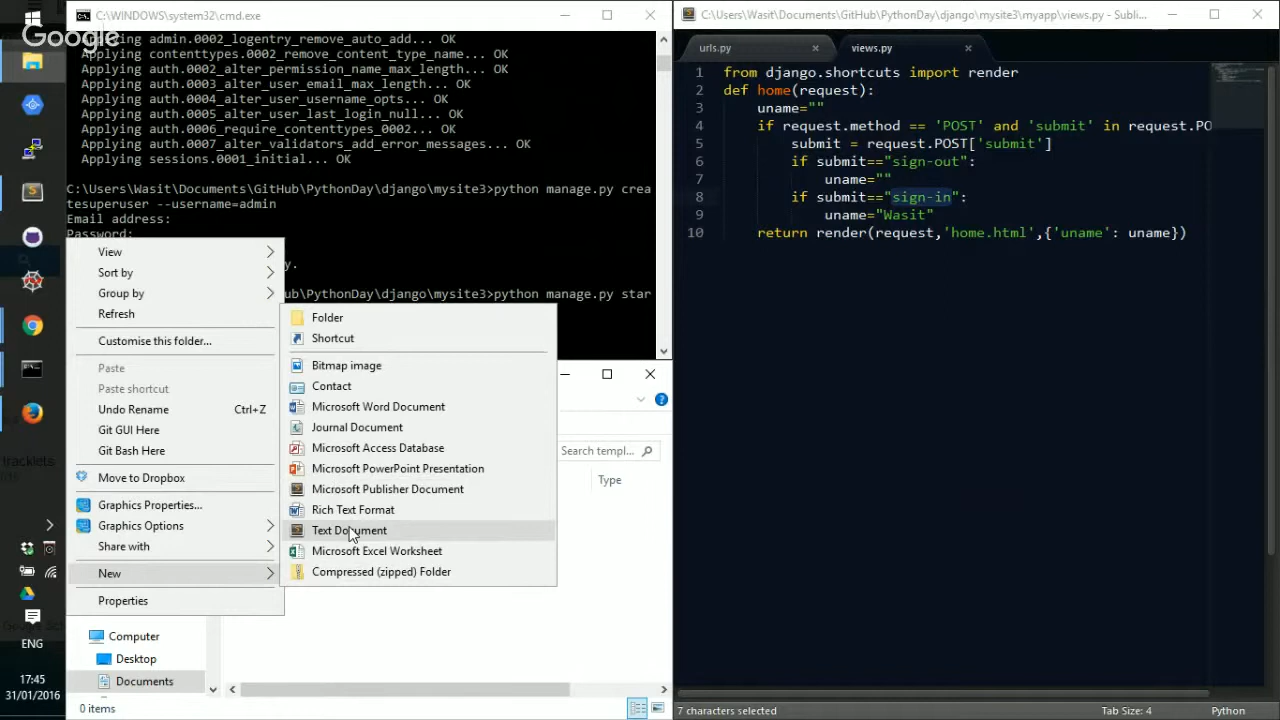 Google
C:\WINDOWS\system32\cmd.exe
Applying admin.0002_logentry_remove_auto_add... OK
Applying contenttypes.0002_remove_content_type_name... OK
Applying auth.0002_alter_permission_name_max_length... OK
Applying auth.0003_alter_user_email_max_length... OK
Applying auth.0004_alter_user_username_opts... OK
Applying auth.0005_alter_user_last_login_null... OK
Applying auth.0006_require_contenttypes_0002... OK
Applying auth.0007_alter_validators_add_error_messages... OK
Applying sessions.0001_initial... OK
C:\Users\Wasit\Documents\GitHub\PythonDay\django\mysite3>python manage.py crea
tesuperuser --username=admin
Email address:
Password:
y.
ub\PythonDay\django\mysite3>python manage.py star
View
Sort by
Group by
Refresh
Customise this folder...
Paste
Paste shortcut
Undo Rename Ctrl+Z
Git GUI Here
Git Bash Here
Move to Dropbox
Graphics Properties...
Graphics Options
Share with
New
Properties
Folder
Shortcut
Bitmap image
Contact
Microsoft Word Document
Journal Document
Microsoft Access Database
Microsoft PowerPoint Presentation
Microsoft Publisher Document
Rich Text Format
Text Document
Microsoft Excel Worksheet
Compressed (zipped) Folder
Search templ...
Type
Computer
Desktop
Documents
0 items
ENG
17:45
31/01/2016
C:\Users\Wasit\Documents\GitHub\PythonDay\django\mysite3\myapp\views.py - Subli...
urls.py
views.py
1 from django.shortcuts import render
2 def home(request):
3 uname=""
4 if request.method == 'POST' and 'submit' in request.PO
5 submit = request.POST['submit']
6 if submit=="sign-out":
7 uname=""
8 if submit=="sign-in":
9 uname="Wasit"
10 return render(request,'home.html',{'uname': uname})
7 characters selected
Tab Size: 4
Python